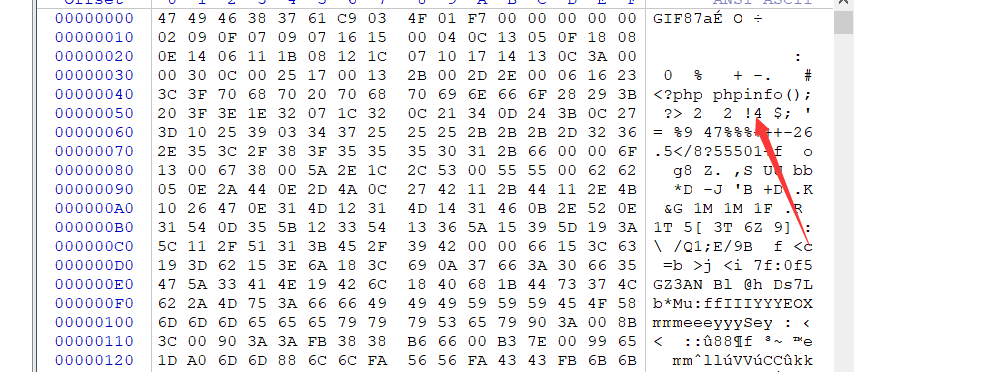 Offset 0 1 2 3 4 5 6 7 8 9 A B C D E F ANSI ASCII
00000000 47 49 46 38 37 61 C9 03 4F 01 F7 00 00 00 00 00 GIF87aÉ O ÷
00000010 02 09 0F 07 09 07 16 15 00 04 0C 13 05 0F 18 08
00000020 0E 14 06 11 1B 08 12 1C 07 10 17 14 13 0C 3A 00 :
00000030 00 30 0C 00 25 17 00 13 2B 00 2D 2E 00 06 16 23 0 % + -. #
00000040 3C 3F 70 68 70 20 70 68 70 69 6E 66 6F 28 29 3B <?php phpinfo();
00000050 20 3F 3E 1E 32 07 1C 32 0C 21 34 0D 24 3B 0C 27 ?> 2 2 !4 $; '
00000060 3D 10 25 39 03 34 37 25 25 25 2B 2B 2B 2D 32 36 = %9 47%%%+++-26
00000070 2E 35 3C 2F 38 3F 35 35 35 30 31 2B 66 00 00 6F .5</8?55501+f o
00000080 13 00 67 38 00 5A 2E 1C 2C 53 00 55 55 00 62 62 g8 Z. ,S UU bb
00000090 05 0E 2A 44 0E 2D 4A 0C 27 42 11 2B 44 11 2E 4B *D -J 'B +D .K
000000A0 10 26 47 0E 31 4D 12 31 4D 14 31 46 0B 2E 52 0E &G 1M 1M 1F .R
000000B0 31 54 0D 35 5B 12 33 54 13 36 5A 15 39 5D 19 3A 1T 5[ 3T 6Z 9] :
000000C0 5C 11 2F 51 31 3B 45 2F 39 42 00 00 66 15 3C 63 \ /Q1;E/9B f <c
000000D0 19 3D 62 15 3E 6A 18 3C 69 0A 37 66 3A 30 66 35 =b >j <i 7f:0f5
000000E0 47 5A 33 41 4E 19 42 6C 18 40 68 1B 44 73 37 4C GZ3AN Bl @h Ds7L
000000F0 62 2A 4D 75 3A 66 66 49 49 49 59 59 59 45 4F 58 b*Mu:ffIIIYYYEOX
00000100 6D 6D 6D 65 65 65 79 79 79 53 65 79 90 3A 00 8B mmmeeeyyySey : ‹
00000110 3C 00 90 3A 3A FB 38 38 B6 66 00 B3 7E 00 99 65 < ::û88¶f ³~ ™e
00000120 1D A0 6D 6D 88 6C 6C FA 56 56 FA 43 43 FB 6B 6B mmˆllúVVúCCûkk